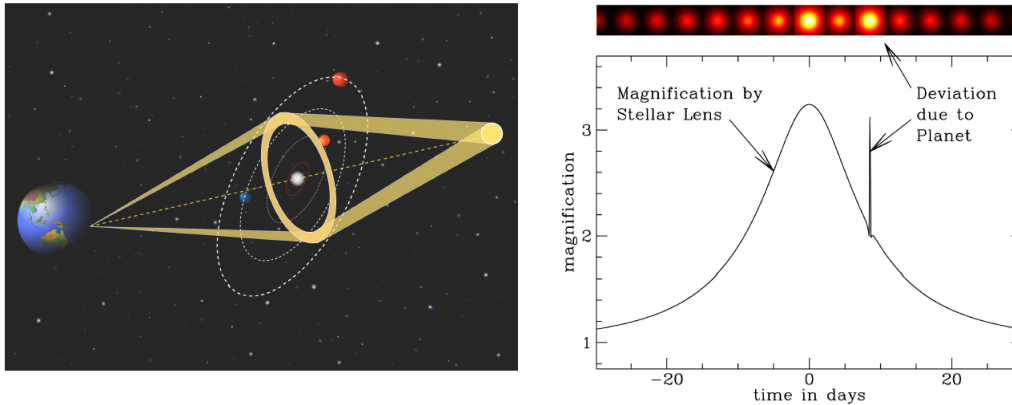 Magnification by
Stellar Lens
Deviation
due to
Planet
magnification
3
2
1
−20
0
20
time in days